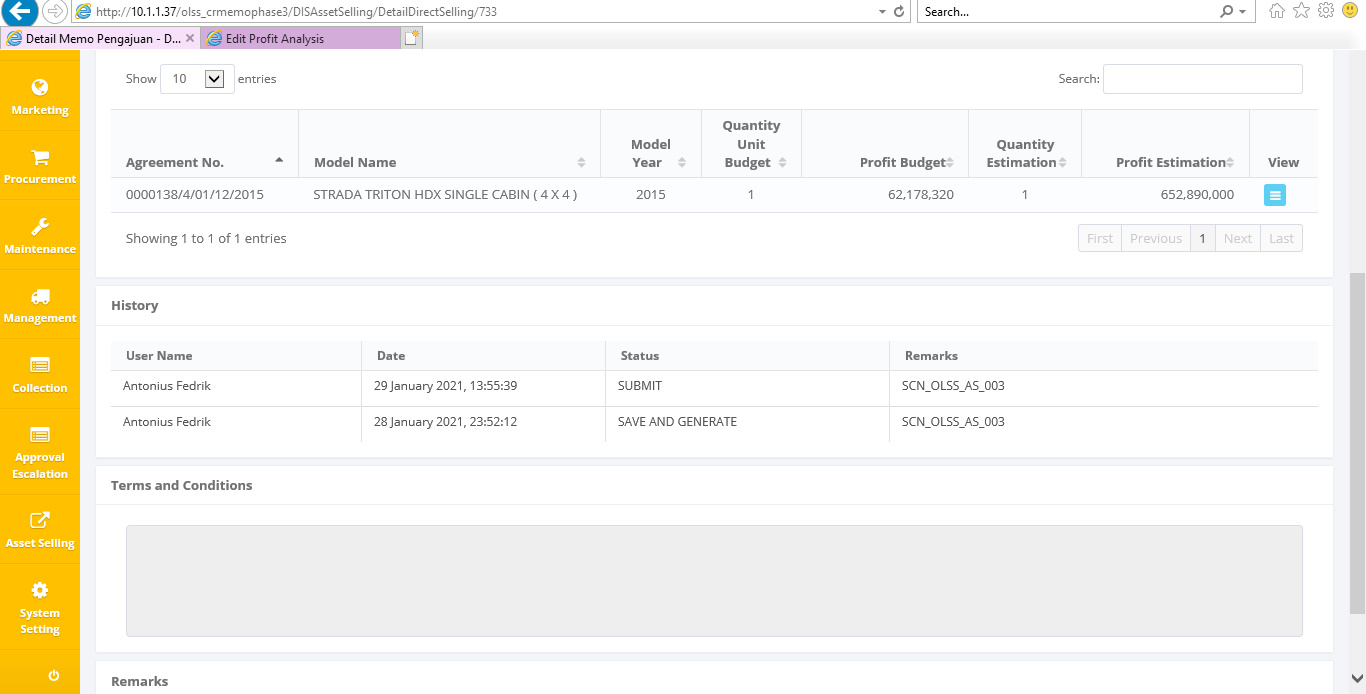 http://10.1.1.37/olss_crmemophase3/DISAssetSelling/DetailDirectSelling/733
Search...
Detail Memo Pengajuan - D...
Edit Profit Analysis
Marketing
Procurement
Maintenance
Management
Collection
Approval
Escalation
Asset Selling
System
Setting
Show 10 entries
Search:
Agreement No.
Model Name
Model
Year
Quantity
Unit
Budget
Profit Budget
Quantity
Estimation
Profit Estimation
View
0000138/4/01/12/2015 STRADA TRITON HDX SINGLE CABIN ( 4 X 4 ) 2015 1 62,178,320 1 652,890,000
Showing 1 to 1 of 1 entries
First Previous 1 Next Last
History
User Name Date Status Remarks
Antonius Fedrik 29 January 2021, 13:55:39 SUBMIT SCN_OLSS_AS_003
Antonius Fedrik 28 January 2021, 23:52:12 SAVE AND GENERATE SCN_OLSS_AS_003
Terms and Conditions
Remarks